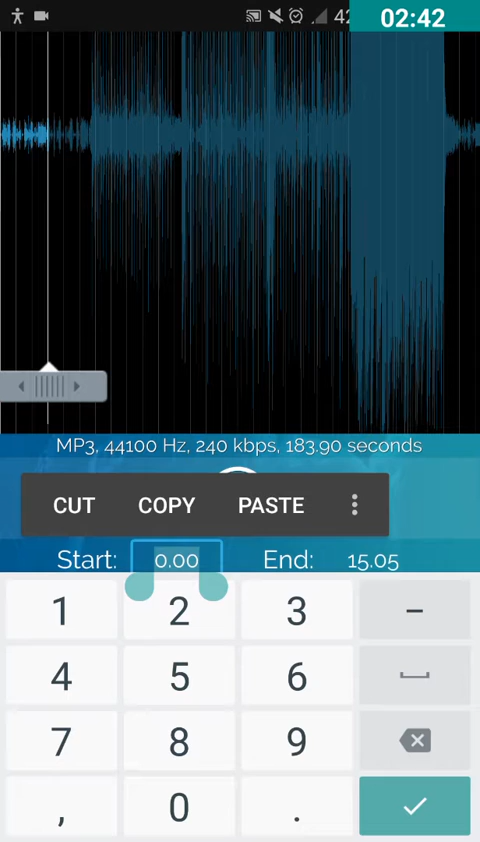 42
02:42
MP3, 44100 Hz, 240 kbps, 183.90 seconds
CUT COPY PASTE
Start: 0.00 End: 15.05
1 2 3 –
4 5 6
7 8 9
, 0 .